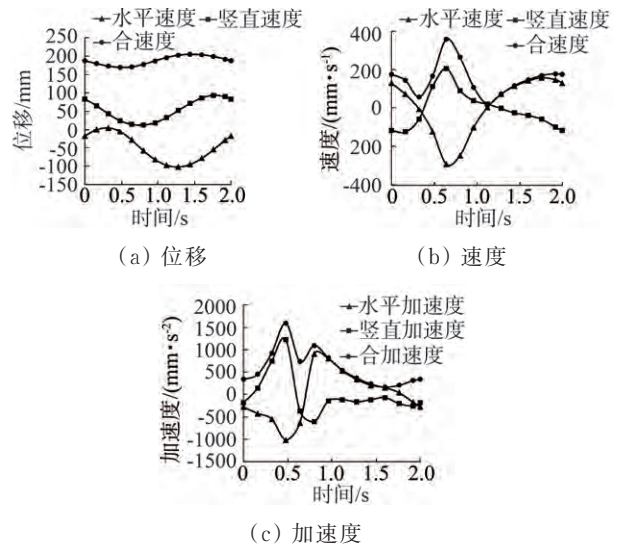 水平速度 竖直速度
合速度
位移/mm
200
150
100
50
0
-50
-100
-150
0 0.5 1.0 1.5 2.0
时间/s
(a) 位移
水平速度
竖直速度
合速度
速度/(mm·s⁻¹)
400
200
0
200
-400
0 0.5 1.0 1.5 2.0
时间/s
(b) 速度
水平加速度
竖直加速度
合加速度
加速度/(mm·s⁻²)
2000
1500
1000
500
0
-500
-1000
-1500
0 0.5 1.0 1.5 2.0
时间/s
(c) 加速度